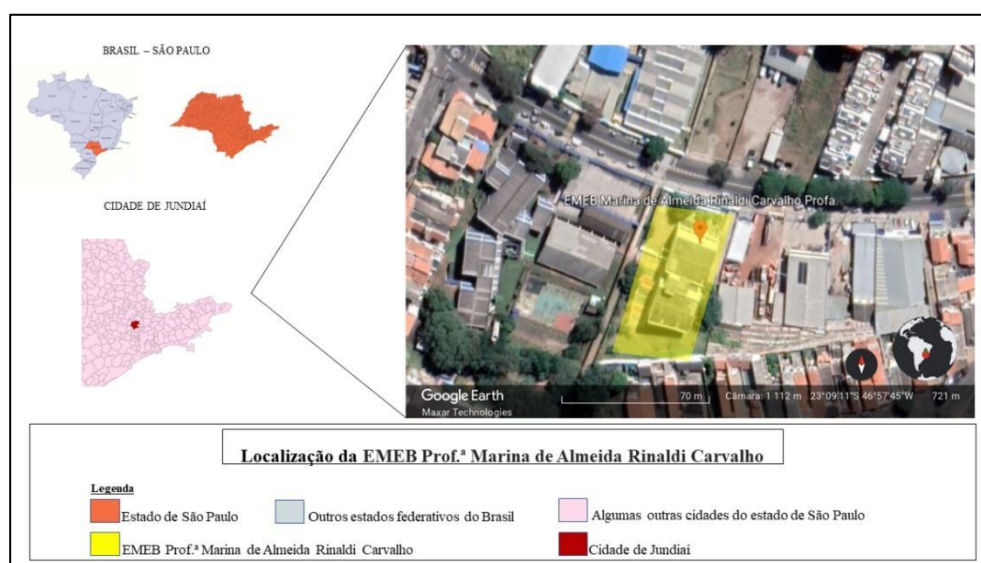 BRASIL – SÃO PAULO
CIDADE DE JUNDIAÍ
EMEB Marina de Almeida Rinaldi Carvalho Profa.
Google Earth
Maxar Technologies
70 m
Câmara: 1 112 m 23°09'11"S 46°57'45"W 721 m
Localização da EMEB Prof.ª Marina de Almeida Rinaldi Carvalho
Legenda
Estado de São Paulo
Outros estados federativos do Brasil
Algumas outras cidades do estado de São Paulo
EMEB Prof.ª Marina de Almeida Rinaldi Carvalho
Cidade de Jundiaí